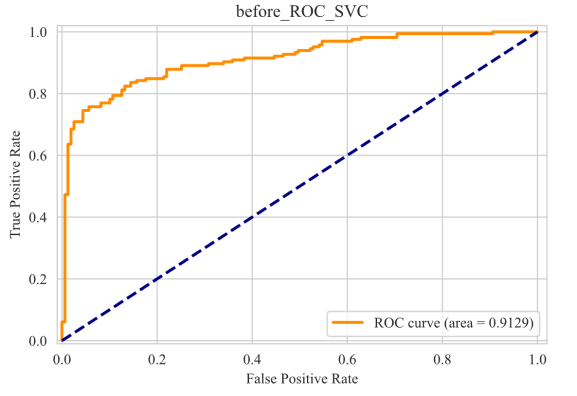 before_ROC_SVC
True Positive Rate
1.0
0.8
0.6
0.4
0.2
0.0
ROC curve (area = 0.9129)
0.0 0.2 0.4 0.6 0.8 1.0
False Positive Rate